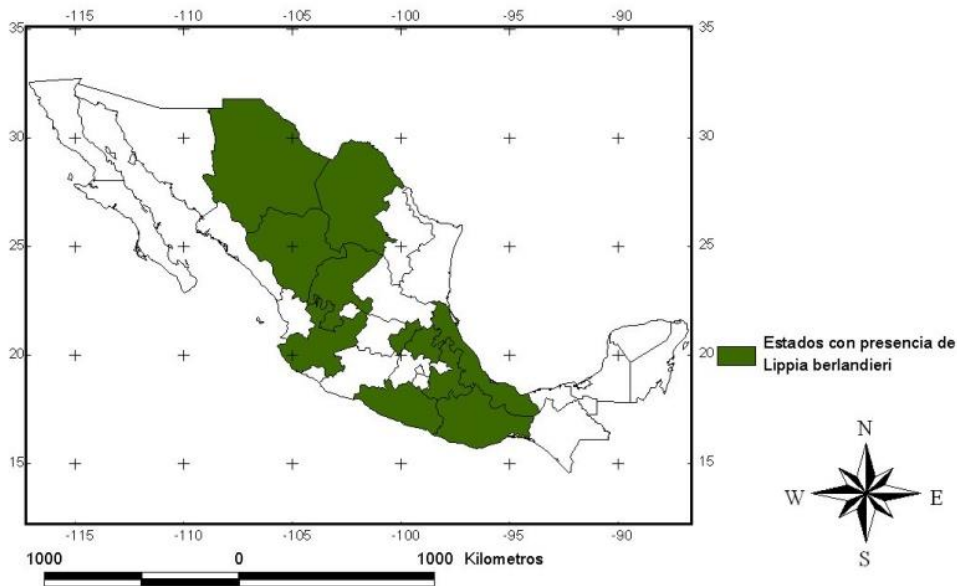 -115 -110 -105 -100 -95 -90
35 35
30 30
25 25
20 20
Estados con presencia de
Lippia berlandieri
15 15
N
W E
S
-115 -110 -105 -100 -95 -90
1000 0 1000 Kilometros